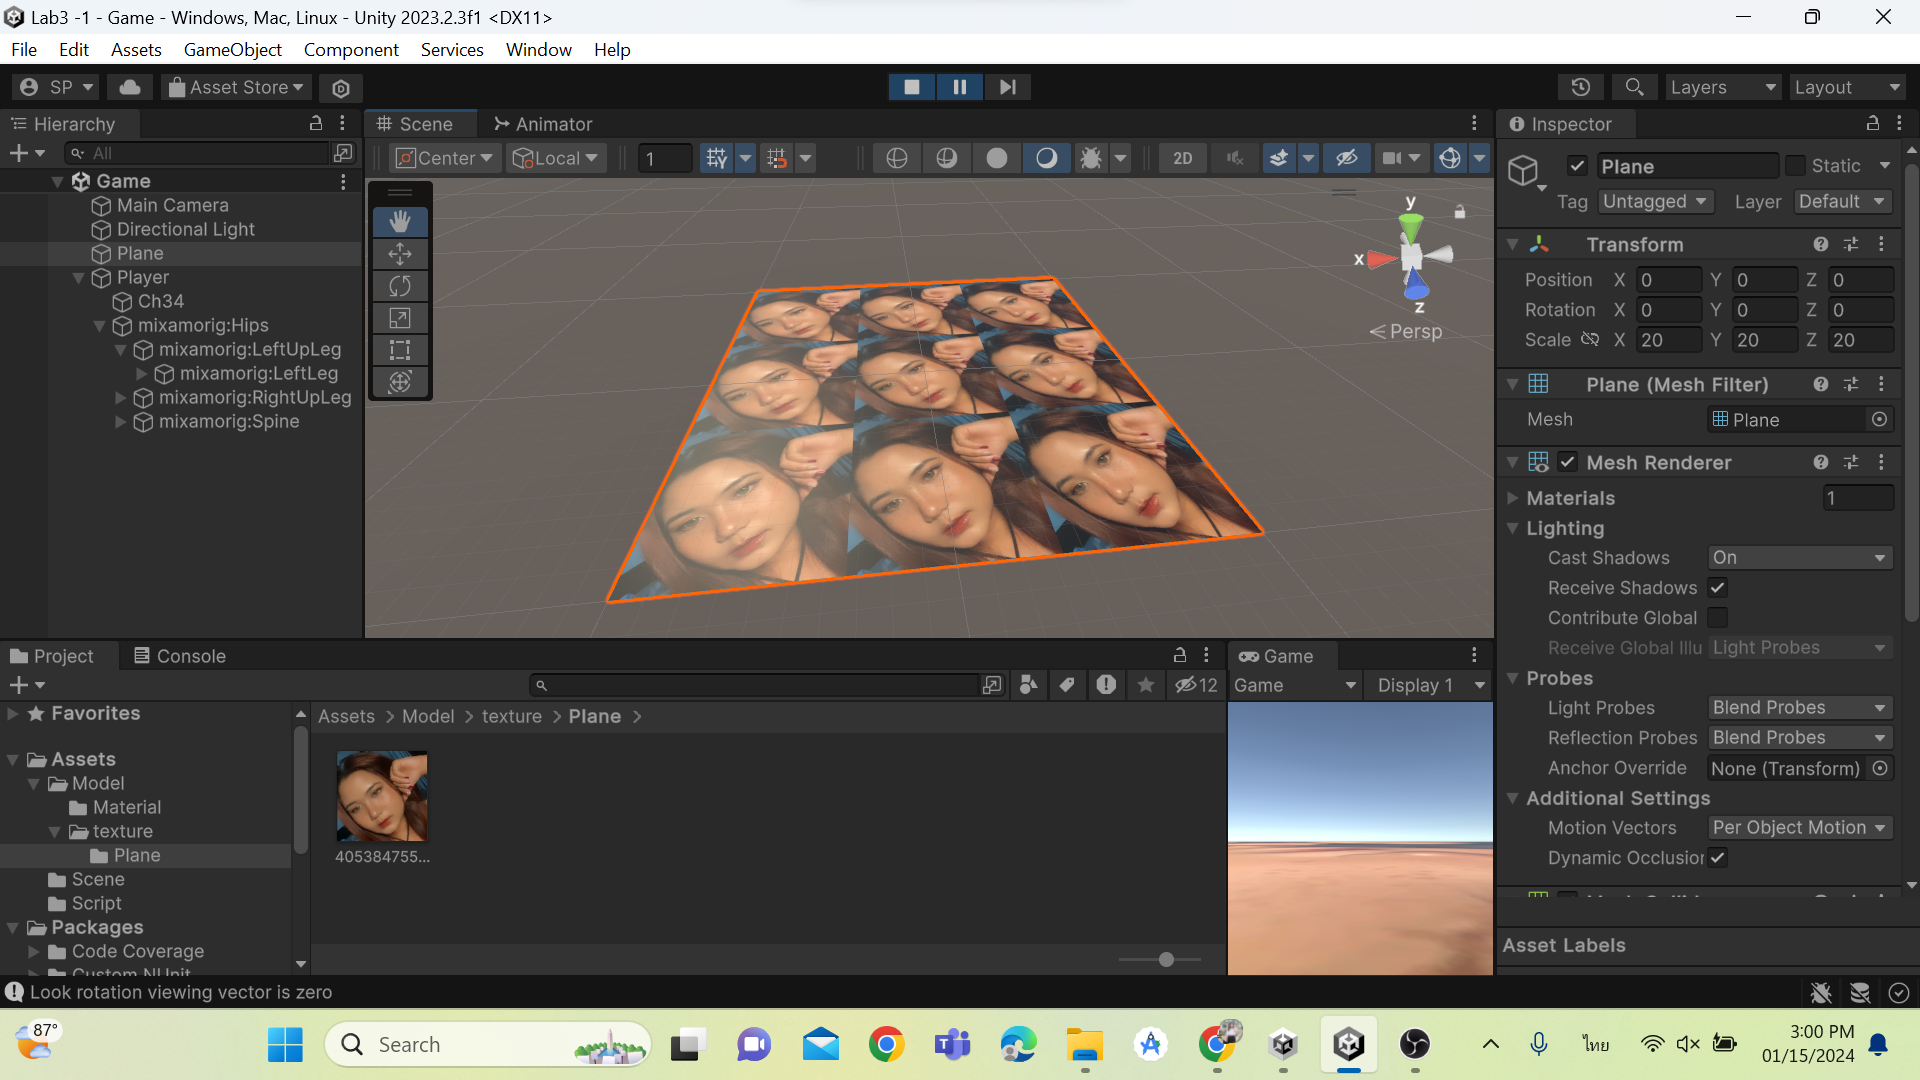 Lab3 -1 - Game - Windows, Mac, Linux - Unity 2023.2.3f1 <DX11>
File Edit Assets GameObject Component Services Window Help
SP Asset Store Layers Layout
Hierarchy
All
Game
Main Camera
Directional Light
Plane
Player
Ch34
mixamorig:Hips
mixamorig:LeftUpLeg
mixamorig:LeftLeg
mixamorig:RightUpLeg
mixamorig:Spine
Scene Animator
Center Local 1 2D
y
x
z
Persp
Inspector
Plane Static
Tag Untagged Layer Default
Transform
Position X 0 Y 0 Z 0
Rotation X 0 Y 0 Z 0
Scale X 20 Y 20 Z 20
Plane (Mesh Filter)
Mesh Plane
Mesh Renderer
Materials 1
Lighting
Cast Shadows On
Receive Shadows
Contribute Global
Receive Global Illu Light Probes
Probes
Light Probes Blend Probes
Reflection Probes Blend Probes
Anchor Override None (Transform)
Additional Settings
Motion Vectors Per Object Motion
Dynamic Occlusion
Asset Labels
Project Console
12
Favorites
Assets
Model
Material
texture
Plane
Scene
Script
Packages
Code Coverage
Custom NUnit
Assets > Model > texture > Plane >
405384755...
Game
Game Display 1
Look rotation viewing vector is zero
87°
Search
ไทย
3:00 PM
01/15/2024